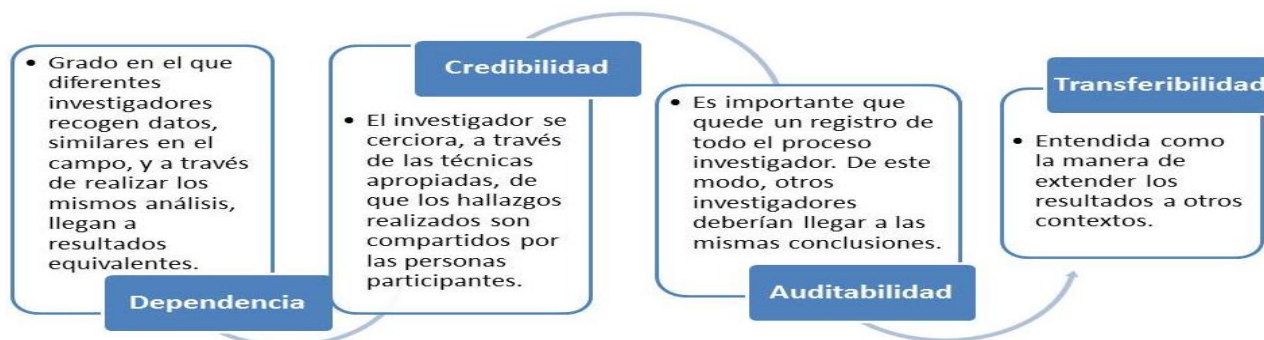 • Grado en el que
diferentes
investigadores
recogen datos,
similares en el
campo, y a través
de realizar los
mismos análisis,
llegan a
resultados
equivalentes.
Dependencia
Credibilidad
• El investigador se
cerciora, a través
de las técnicas
apropiadas, de
que los hallazgos
realizados son
compartidos por
las personas
participantes.
• Es importante que
quede un registro de
todo el proceso
investigador. De este
modo, otros
investigadores
deberían llegar a las
mismas conclusiones.
Auditabilidad
Transferibilidad
• Entendida como
la manera de
extender los
resultados a otros
contextos.